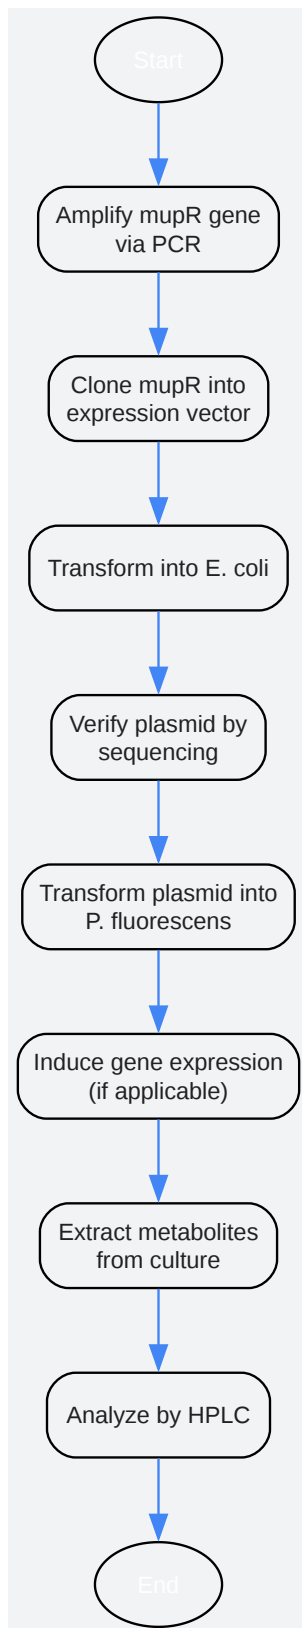 Start
Amplify mupR gene
via PCR
Clone mupR into
expression vector
Transform into E. coli
Verify plasmid by
sequencing
Transform plasmid into
P. fluorescens
Induce gene expression
(if applicable)
Extract metabolites
from culture
Analyze by HPLC
End